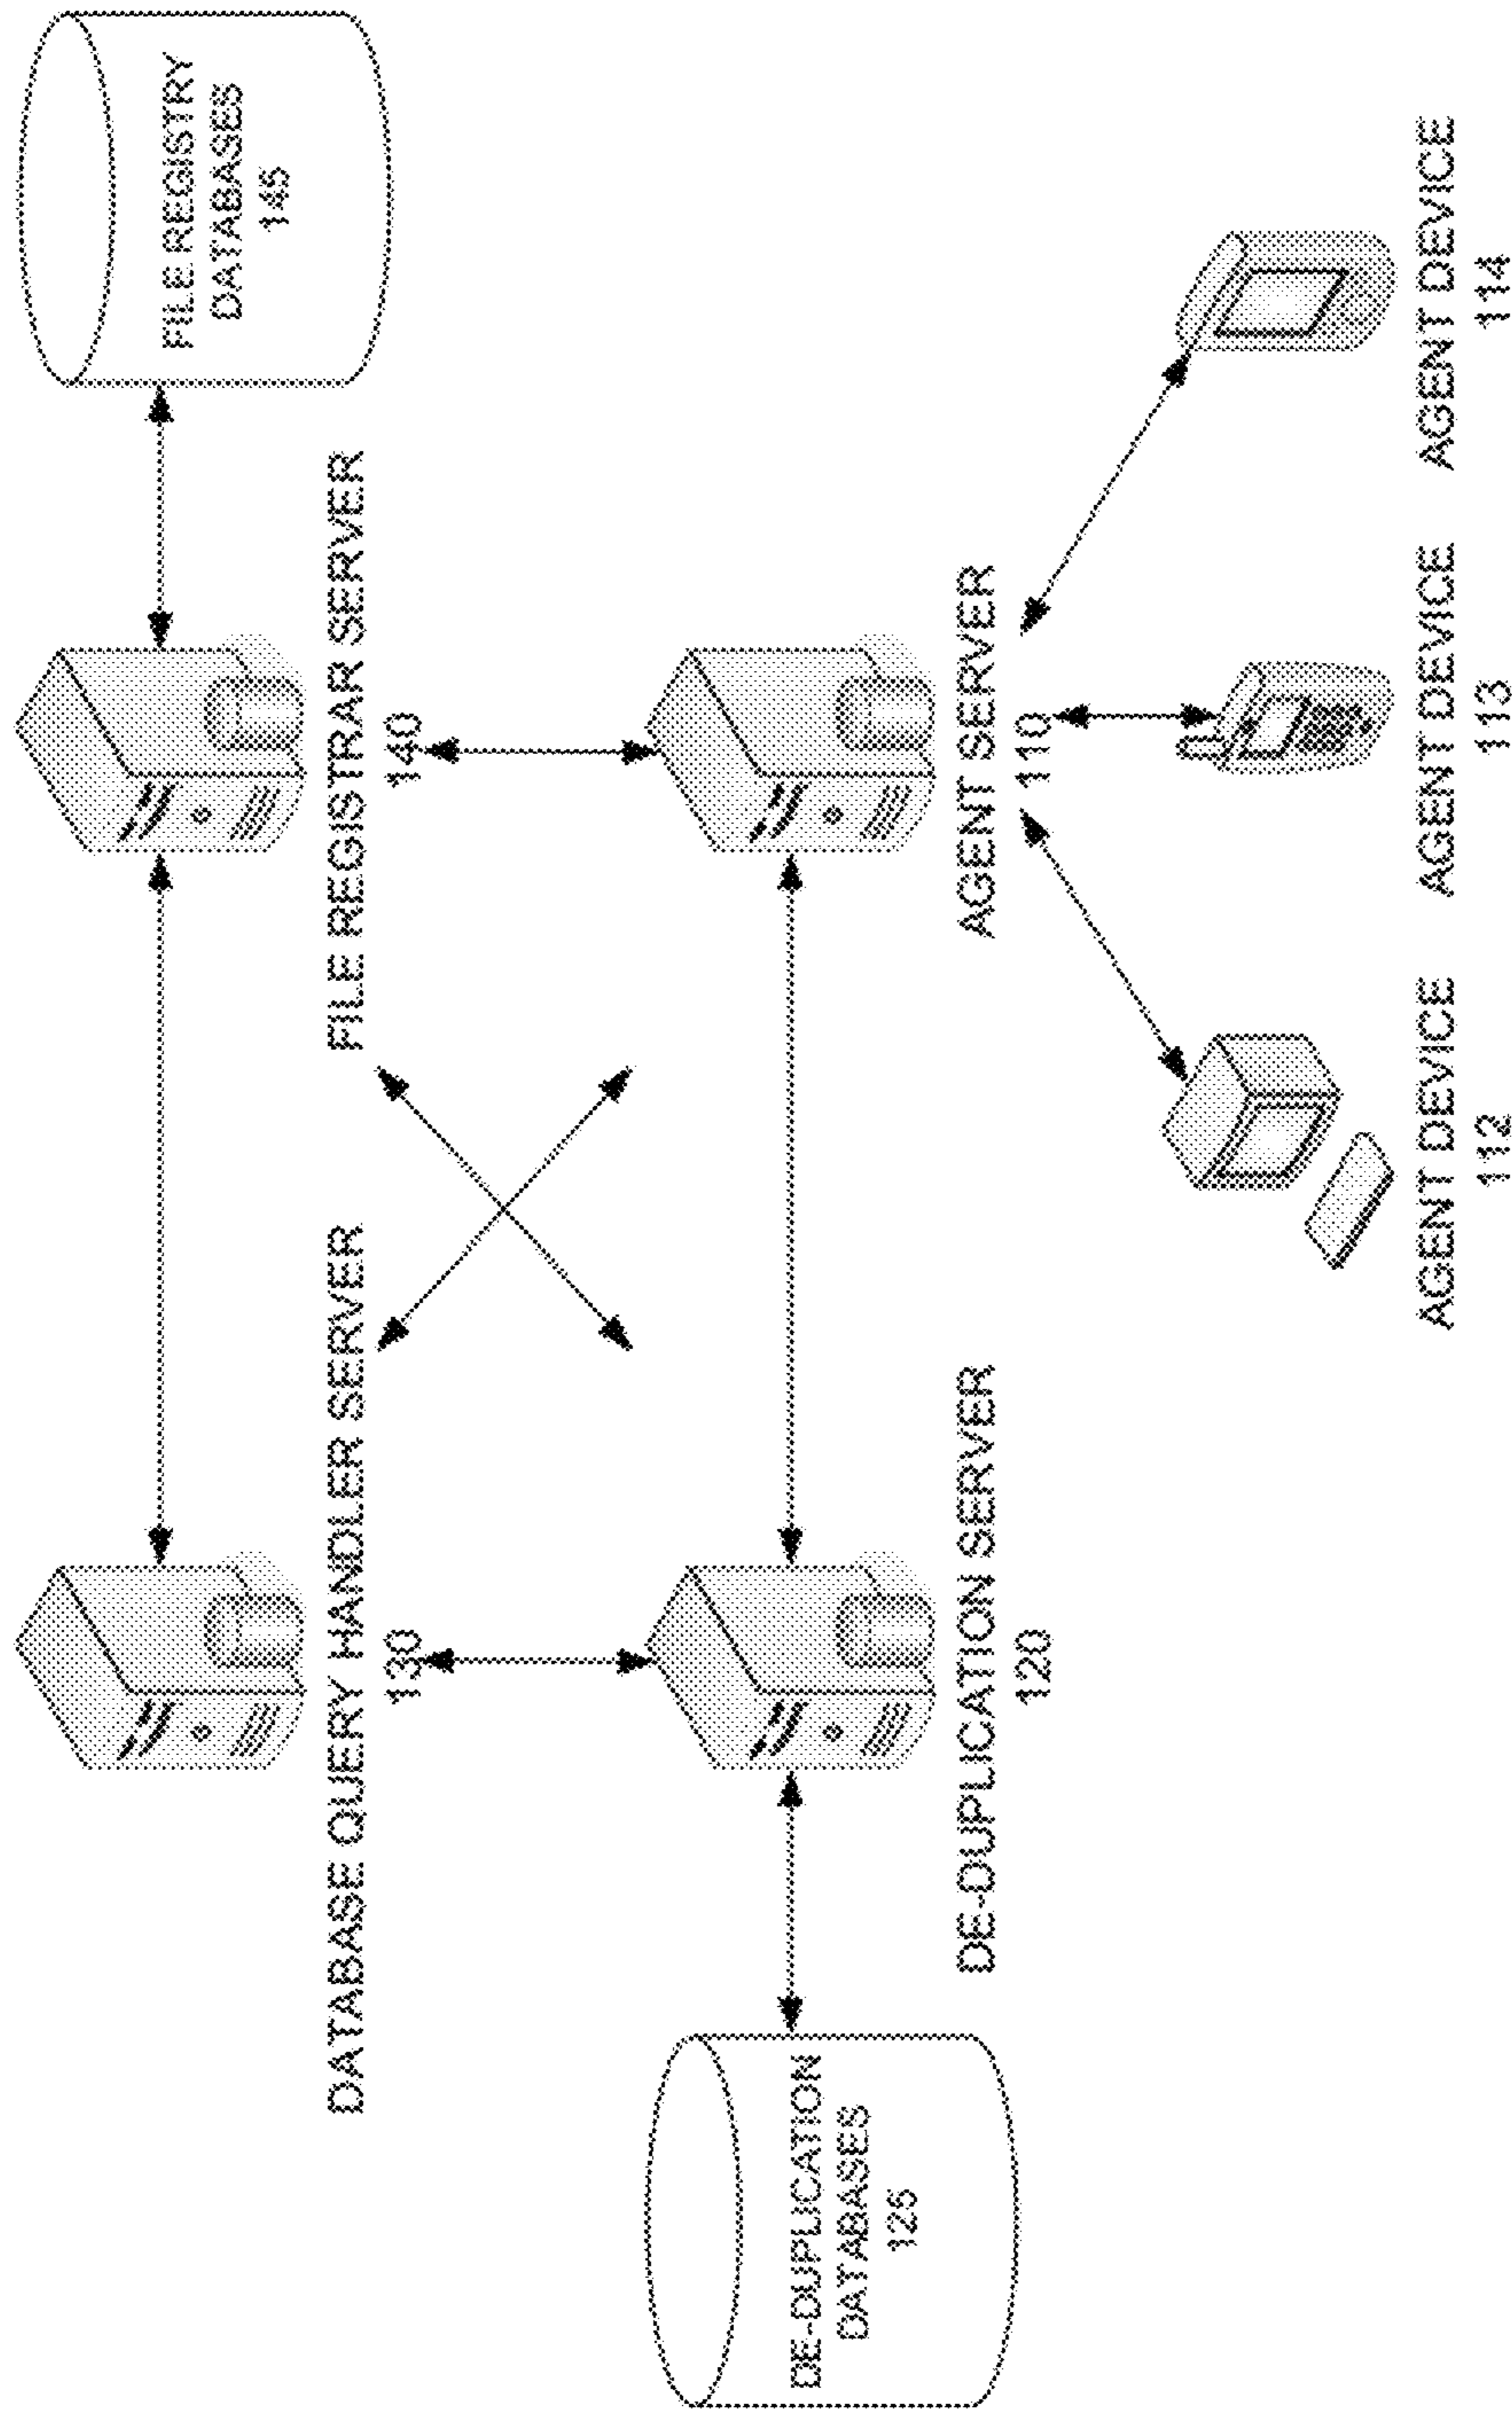 DATABASE QUERY HANDLER SERVER
130
FILE REGISTRAR SERVER
140
FILE REGISTRY
DATABASES
145
DE-DUPLICATION
DATABASES
125
DE-DUPLICATION SERVER
120
AGENT SERVER
110
AGENT DEVICE
112
AGENT DEVICE
113
AGENT DEVICE
114